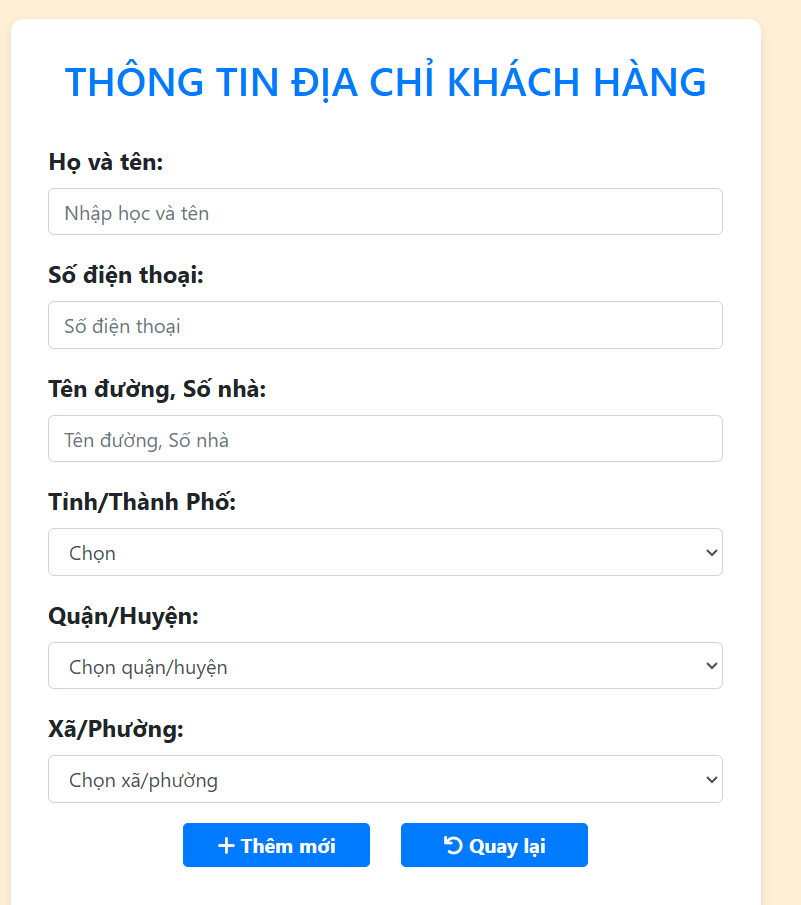 THÔNG TIN ĐỊA CHỈ KHÁCH HÀNG
Họ và tên:
Nhập học và tên
Số điện thoại:
Số điện thoại
Tên đường, Số nhà:
Tên đường, Số nhà
Tỉnh/Thành Phố:
Chọn
Quận/Huyện:
Chọn quận/huyện
Xã/Phường:
Chọn xã/phường
Thêm mới
Quay lại